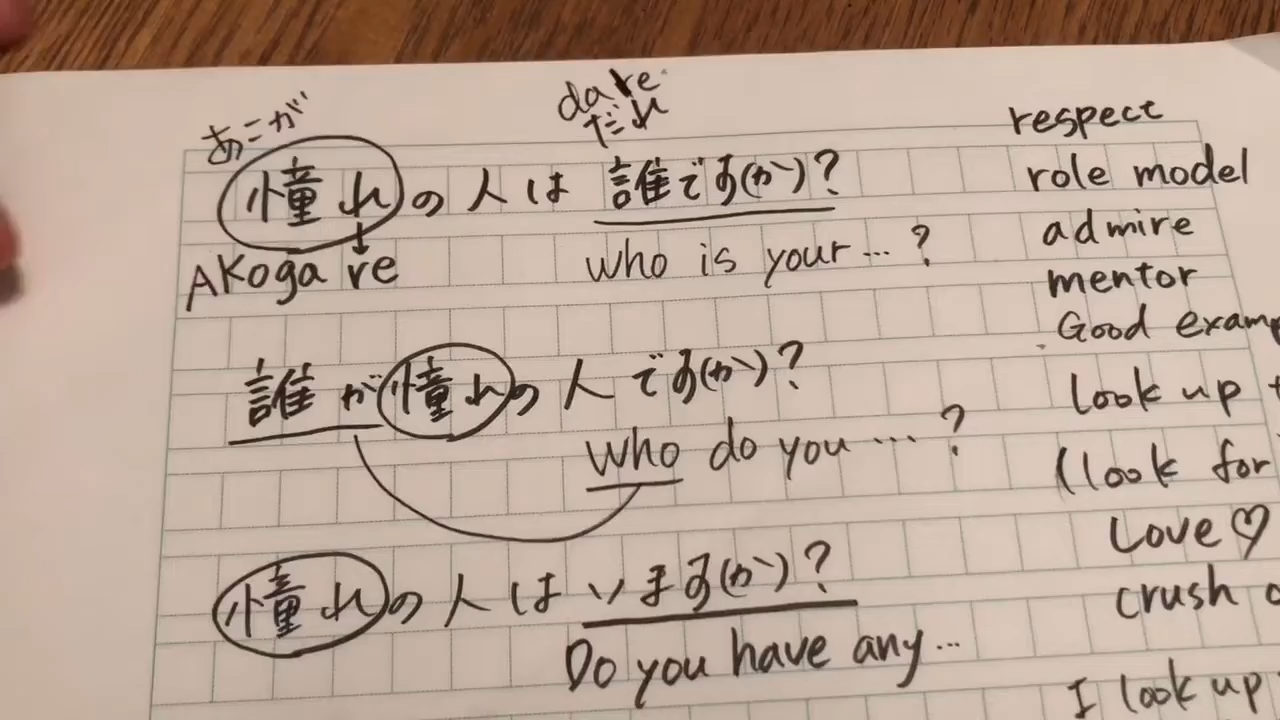 あこが
dare
だれ
憧れの人は 誰です(か)?
Akoga re
who is your... ?
誰が憧れの人です(か)?
who do you ... ?
憧れの人はいます(か)?
Do you have any...
respect
role model
admire
mentor
Good
look up
(look for
Love♡
crush
I look up